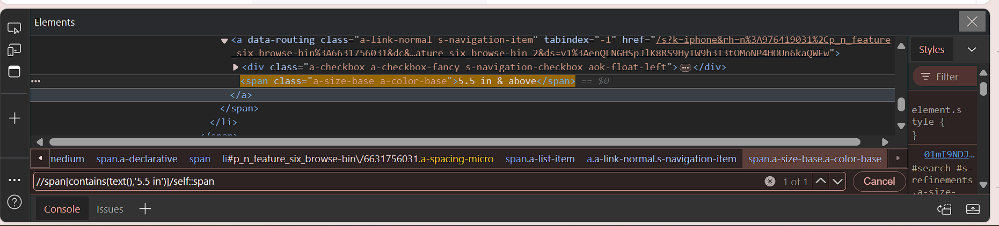 Elements
<a data-routing class="a-link-normal s-navigation-item" tabindex="-1" href="/s?k=iphone&rh=n%3A976419031%2Cp_n_feature
_six_browse-bin%3A6631756031&dc&…ature_six_browse-bin_2&ds=v1%3AenQLNGHSpJlK8RS9HyTW9h3I3tOMoNP4HOUn6kaQWFw">
<div class="a-checkbox a-checkbox-fancy s-navigation-checkbox aok-float-left">…</div>
<span class="a-size-base a-color-base">5.5 in & above</span> == $0
</a>
</span>
</li>
</span>
Styles
Filter
element.s
tyle {
}
01mI9NDJ…
#search #s-
refinements
.a-size-
medium span.a-declarative span li#p_n_feature_six_browse-bin\/6631756031.a-spacing-micro span.a-list-item a.a-link-normal.s-navigation-item span.a-size-base.a-color-base
//span[contains(text(),'5.5 in')]/self::span 1 of 1 Cancel
Console Issues